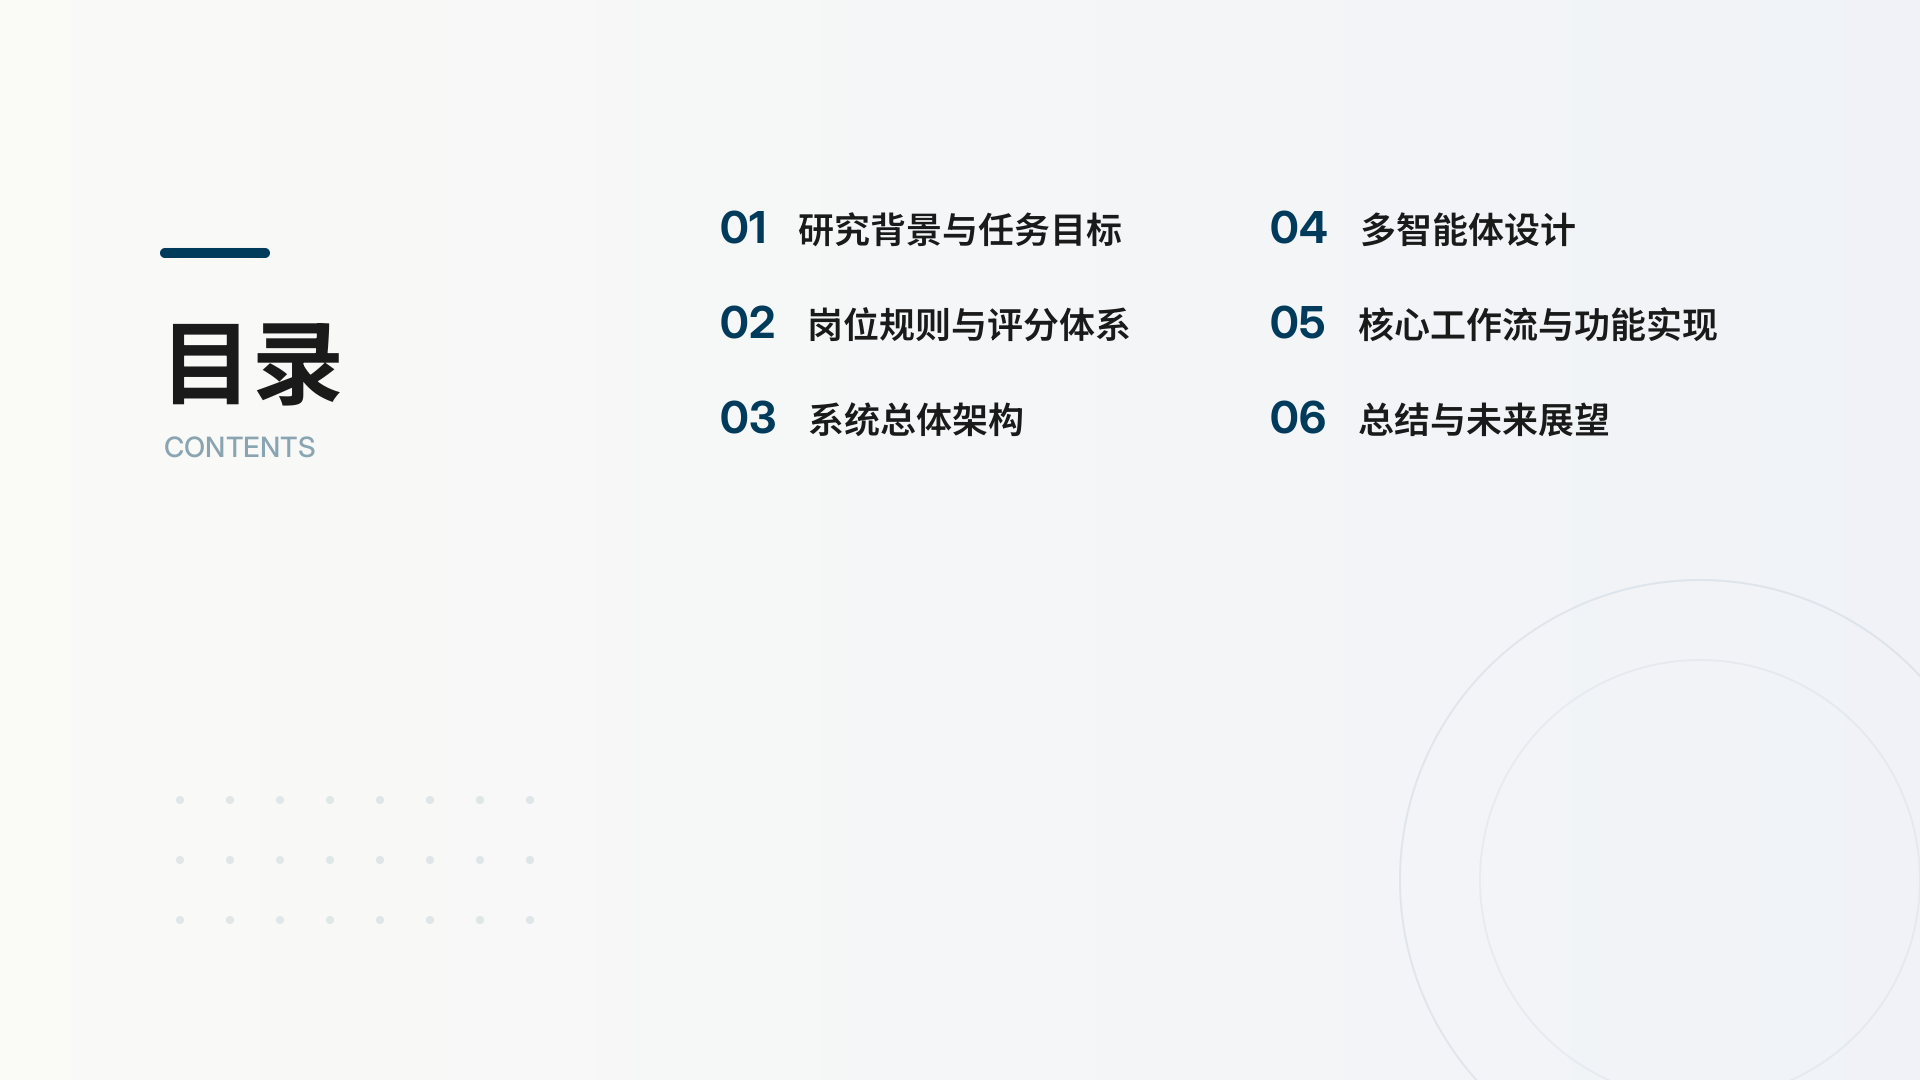 目录
CONTENTS
01 研究背景与任务目标
02 岗位规则与评分体系
03 系统总体架构
04 多智能体设计
05 核心工作流与功能实现
06 总结与未来展望